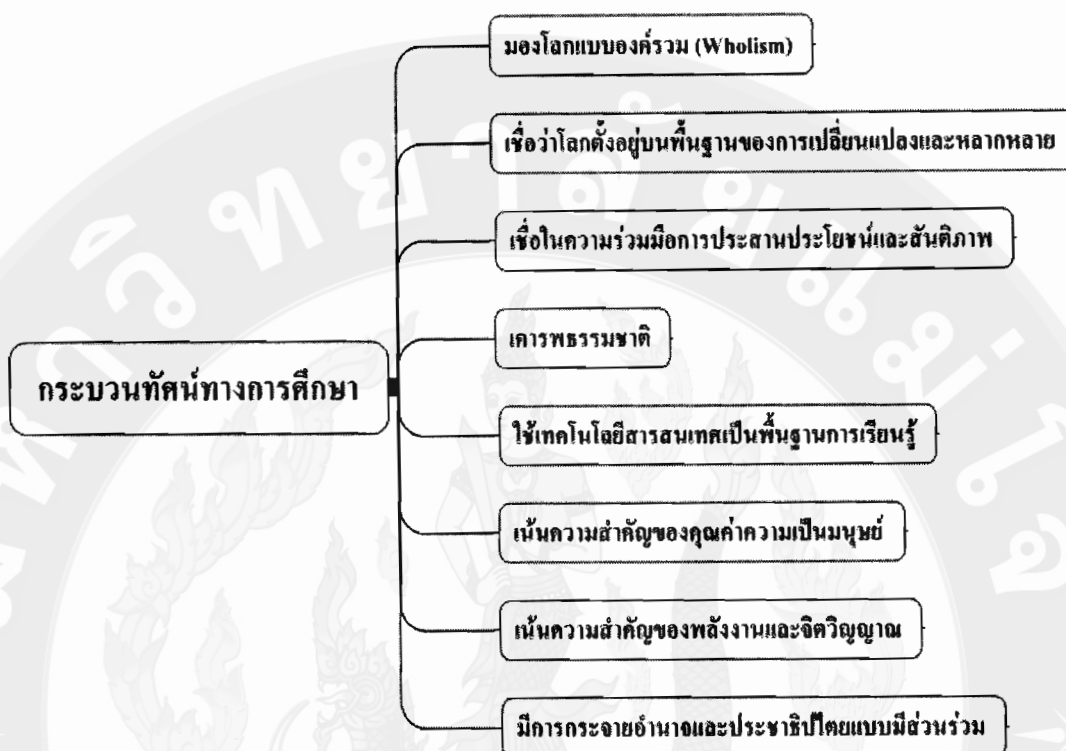 มองโลกแบบองค์รวม (Wholism)
เชื่อว่าโลกตั้งอยู่บนพื้นฐานของการเปลี่ยนแปลงและหลากหลาย
เชื่อในความร่วมมือการประสานประโยชน์และสันติภาพ
เคารพธรรมชาติ
กระบวนทัศน์ทางการศึกษา
ใช้เทคโนโลยีสารสนเทศเป็นพื้นฐานการเรียนรู้
เน้นความสำคัญของคุณค่าความเป็นมนุษย์
เน้นความสำคัญของพลังงานและจิตวิญญาณ
มีการกระจายอำนาจและประชาธิปไตยแบบมีส่วนร่วม